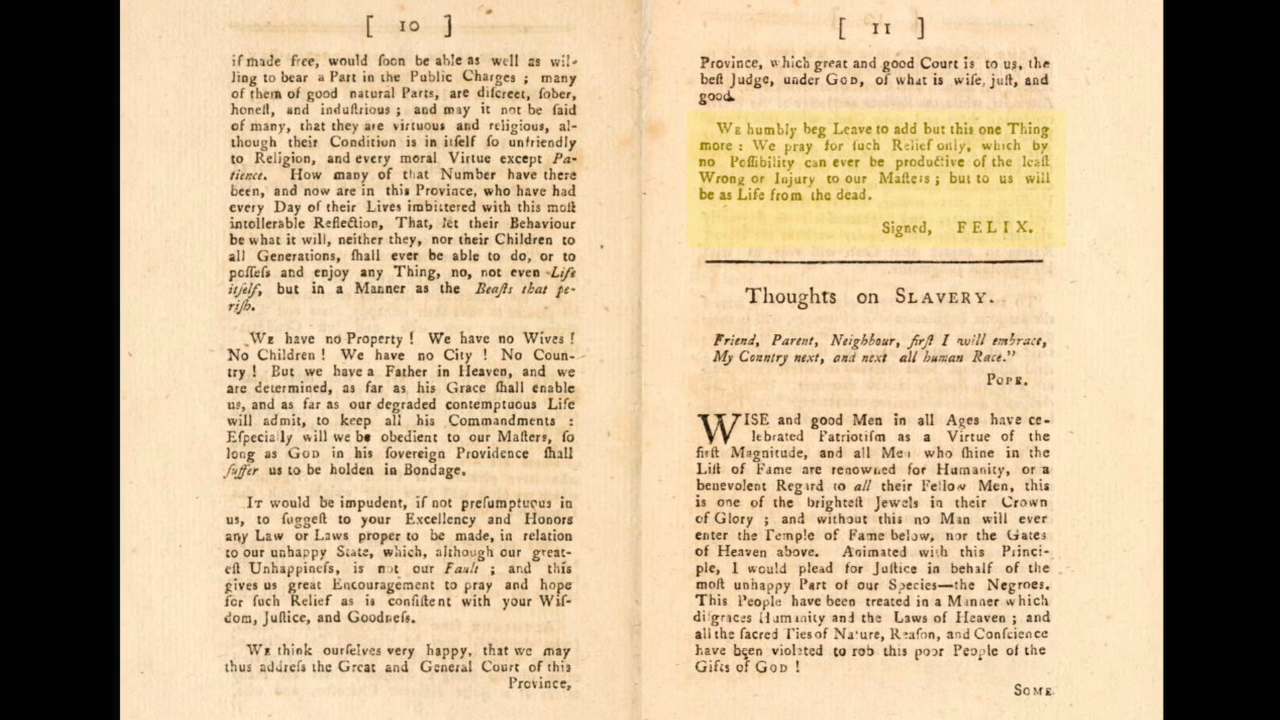 [ 10 ]
if made free, would ſoon be able as well as wil-
ling to bear a Part in the Public Charges ; many
of them of good natural Parts, are diſcreet, ſober,
honeſt, and induſtrious ; and may it not be ſaid
of many, that they are virtuous and religious, al-
though their Condition is in itſelf ſo unfriendly
to Religion, and every moral Virtue except Pa-
tience. How many of that Number have there
been, and now are in this Province, who have had
every Day of their Lives imbittered with this moſt
intollerable Reflection, That, let their Behaviour
be what it will, neither they, nor their Children to
all Generations, ſhall ever be able to do, or to
poſſeſs and enjoy any Thing, no, not even Life
itſelf, but in a Manner as the Beaſts that pe-
riſh.
WE have no Property ! We have no Wives !
No Children ! We have no City ! No Coun-
try ! But we have a Father in Heaven, and we
are determined, as far as his Grace ſhall enable
us, and as far as our degraded contemptuous Life
will admit, to keep all his Commandments :
Eſpecially will we be obedient to our Maſters, ſo
long as GOD in his ſovereign Providence ſhall
ſuffer us to be holden in Bondage.
IT would be impudent, if not preſumptuous in
us, to ſuggeſt to your Excellency and Honors
any Law or Laws proper to be made, in relation
to our unhappy State, which, although our great-
eſt Unhappineſs, is not our Fault ; and this
gives us great Encouragement to pray and hope
for ſuch Relief as is conſiſtent with your Wiſ-
dom, Juſtice, and Goodneſs.
WE think ourſelves very happy, that we may
thus addreſs the Great and General Court of this
Province,
[ 11 ]
Province, which great and good Court is to us, the
beſt Judge, under GOD, of what is wiſe, juſt, and
good.
WE humbly beg Leave to add but this one Thing
more : We pray for ſuch Relief only, which by
no Poſſibility can ever be productive of the leaſt
Wrong or Injury to our Maſters ; but to us will
be as Life from the dead.
Signed, FELIX.
Thoughts on SLAVERY.
Friend, Parent, Neighbour, firſt I will embrace,
My Country next, and next all human Race."
POPE.
WISE and good Men in all Ages have ce-
lebrated Patriotiſm as a Virtue of the
firſt Magnitude, and all Men who ſhine in the
Liſt of Fame are renowned for Humanity, or a
benevolent Regard to all their Fellow Men, this
is one of the brighteſt Jewels in their Crown
of Glory ; and without this no Man will ever
enter the Temple of Fame below, nor the Gates
of Heaven above. Animated with this Princi-
ple, I would plead for Juſtice in behalf of the
moſt unhappy Part of our Species—the Negroes.
This People have been treated in a Manner which
diſgraces Humanity and the Laws of Heaven ; and
all the ſacred Ties of Nature, Reaſon, and Conſcience
have been violated to rob this poor People of the
Gifts of GOD !
SOME